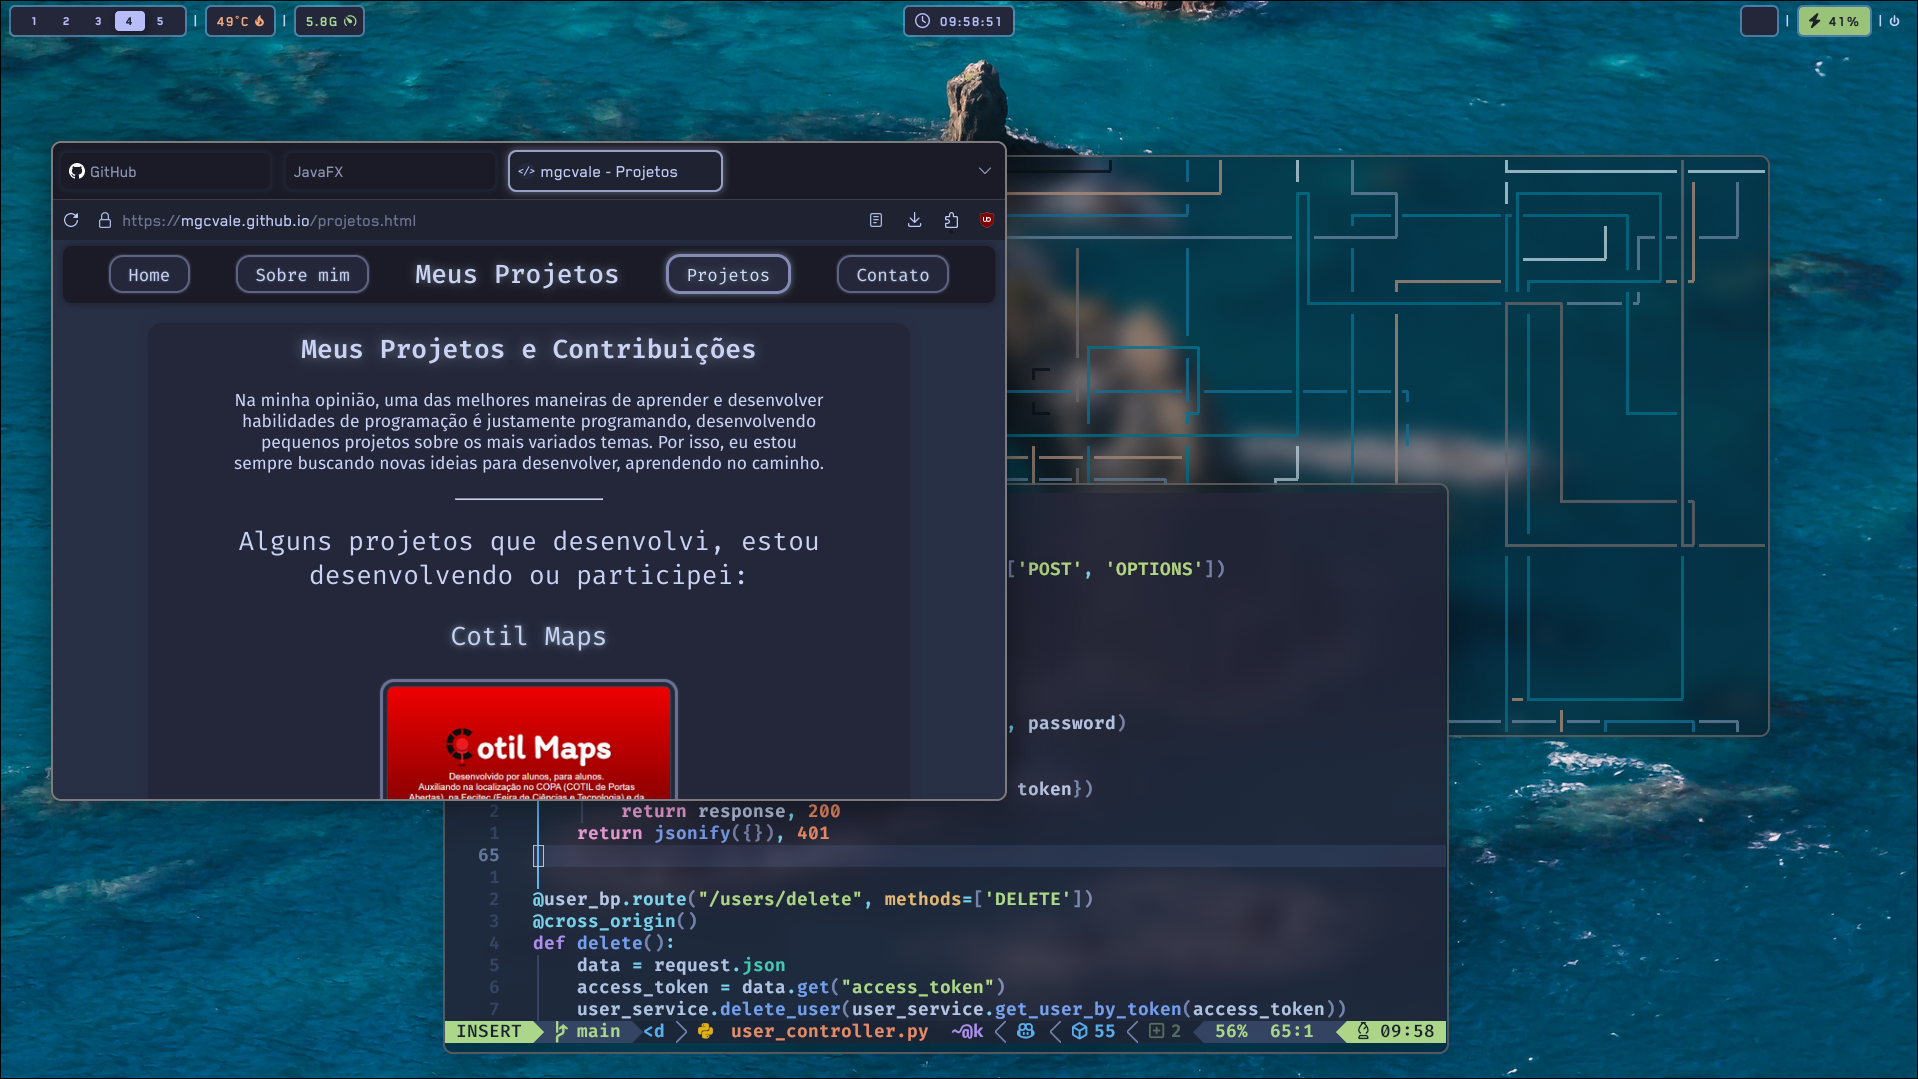 1 2 3 4 5 | 49°C | 5.8G
09:58:51
| 41% |
GitHub
JavaFX
</> mgcvale - Projetos
https://mgcvale.github.io/projetos.html
Home
Sobre mim
Meus Projetos
Projetos
Contato
Meus Projetos e Contribuições
Na minha opinião, uma das melhores maneiras de aprender e desenvolver
habilidades de programação é justamente programando, desenvolvendo
pequenos projetos sobre os mais variados temas. Por isso, eu estou
sempre buscando novas ideias para desenvolver, aprendendo no caminho.
Alguns projetos que desenvolvi, estou
desenvolvendo ou participei:
Cotil Maps
Cotil Maps
Desenvolvido por alunos, para alunos.
Auxiliando na localização no COPA (COTIL de Portas
Abertas), na Fecitec (Feira de Ciências e Tecnologia) e da
['POST', 'OPTIONS'])
, password)
token})
2 return response, 200
1 return jsonify({}), 401
65
1
2 @user_bp.route("/users/delete", methods=['DELETE'])
3 @cross_origin()
4 def delete():
5 data = request.json
6 access_token = data.get("access_token")
7 user_service.delete_user(user_service.get_user_by_token(access_token))
INSERT main <d user_controller.py ~@k 55 2 56% 65:1 09:58